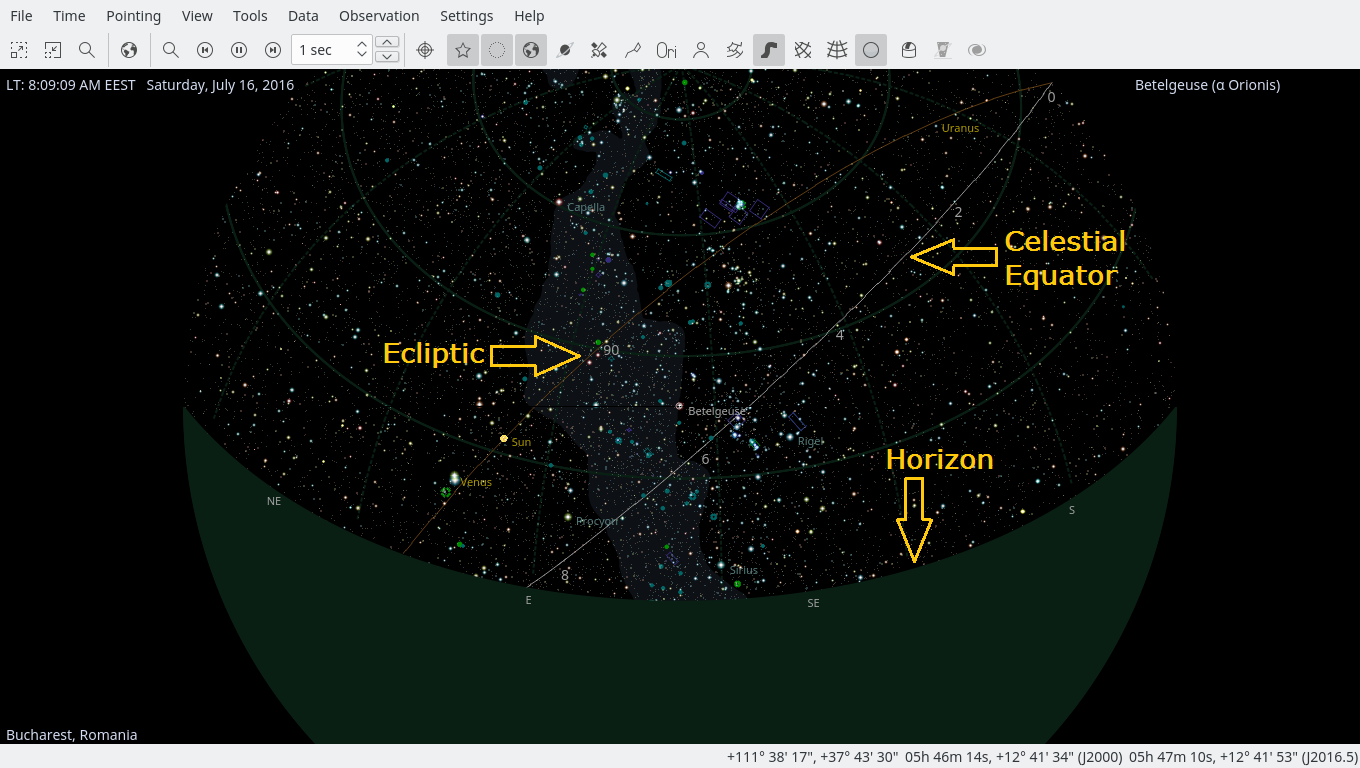 File Time Pointing View Tools Data Observation Settings Help
1 sec Ori
LT: 8:09:09 AM EEST Saturday, July 16, 2016 Betelgeuse (α Orionis)
0
Uranus
Capella
2
Celestial
Equator
4
Ecliptic
90
Betelgeuse
Sun
Rigel
6
Horizon
Venus
NE
S
Procyon
Sirius
8
E
SE
Bucharest, Romania
+111° 38' 17", +37° 43' 30" 05h 46m 14s, +12° 41' 34" (J2000) 05h 47m 10s, +12° 41' 53" (J2016.5)